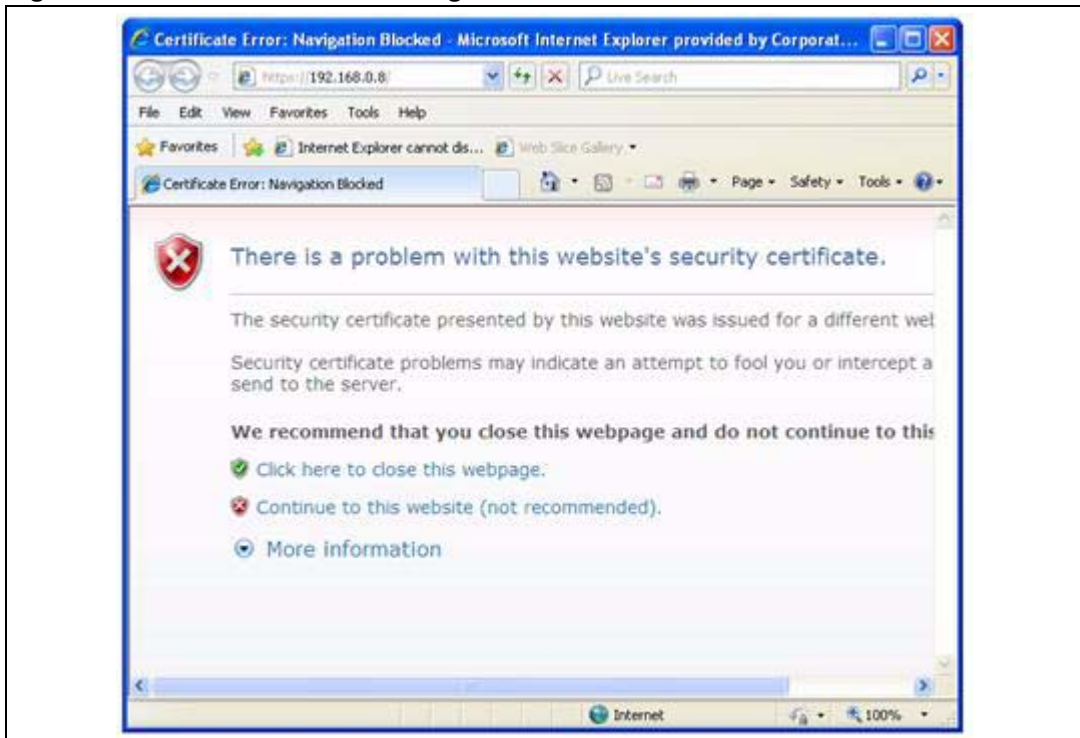 Certificate Error: Navigation Blocked - Microsoft Internet Explorer provided by Corporat...
https://192.168.0.8/
Live Search
File Edit View Favorites Tools Help
Favorites Internet Explorer cannot dis... Web Slice Gallery
Certificate Error: Navigation Blocked Page Safety Tools
There is a problem with this website's security certificate.
The security certificate presented by this website was issued for a different
Security certificate problems may indicate an attempt to fool you or intercept a
send to the server.
We recommend that you close this webpage and do not continue to this
Click here to close this webpage.
Continue to this website (not recommended).
More information
Internet 100%